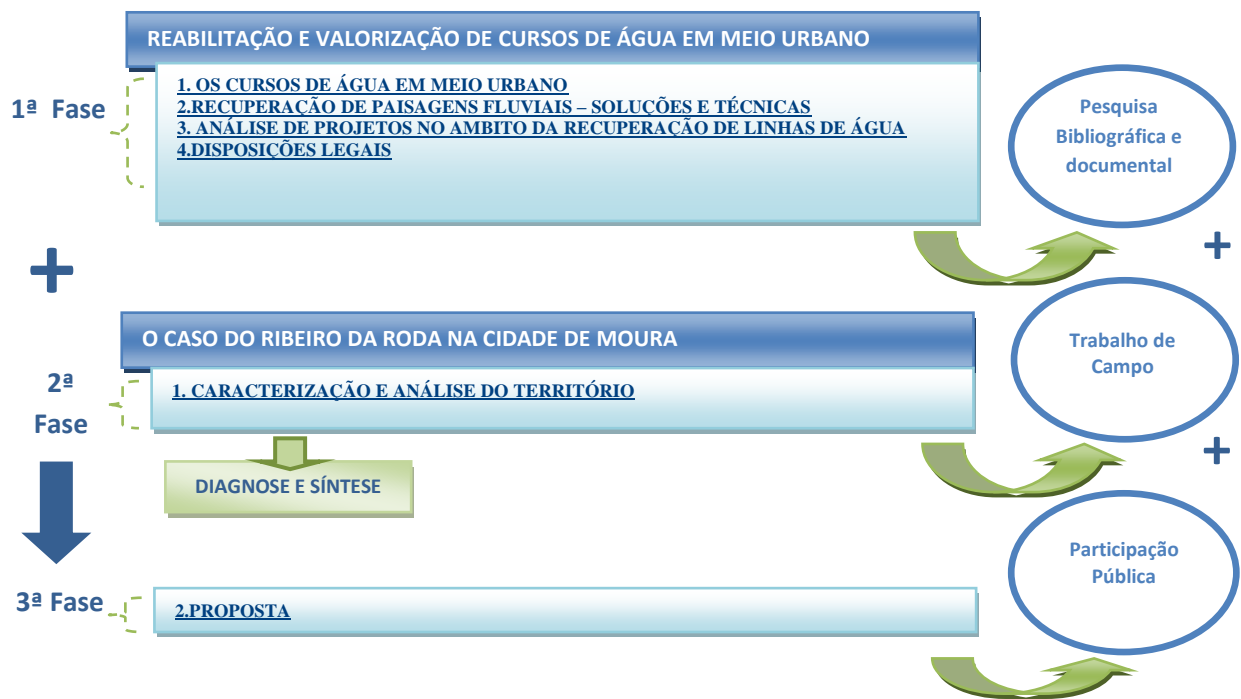 REABILITAÇÃO E VALORIZAÇÃO DE CURSOS DE ÁGUA EM MEIO URBANO
1ª Fase
1. OS CURSOS DE ÁGUA EM MEIO URBANO
2.RECUPERAÇÃO DE PAISAGENS FLUVIAIS – SOLUÇÕES E TÉCNICAS
3. ANÁLISE DE PROJETOS NO AMBITO DA RECUPERAÇÃO DE LINHAS DE ÁGUA
4.DISPOSIÇÕES LEGAIS
Pesquisa
Bibliográfica e
documental
+
+
O CASO DO RIBEIRO DA RODA NA CIDADE DE MOURA
2ª
Fase
1. CARACTERIZAÇÃO E ANÁLISE DO TERRITÓRIO
Trabalho de
Campo
+
DIAGNOSE E SÍNTESE
3ª Fase
2.PROPOSTA
Participação
Pública